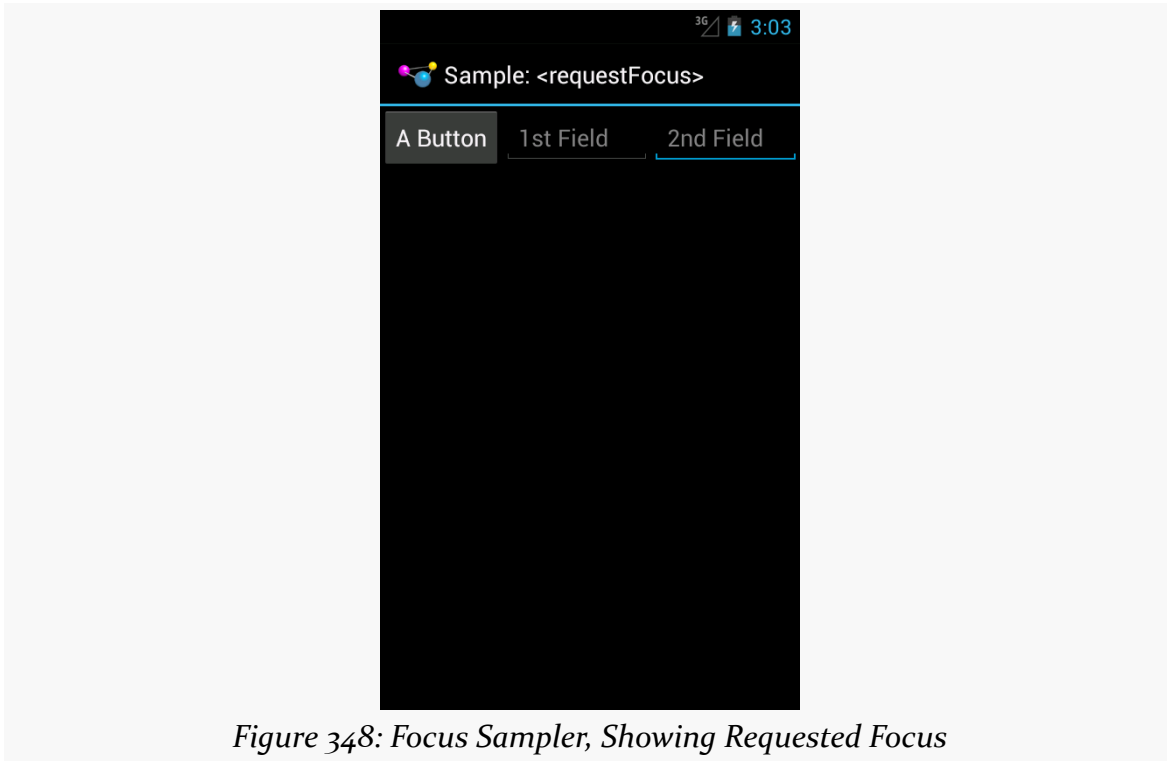 3G 3:03
Sample: <requestFocus>
A Button 1st Field 2nd Field
Figure 348: Focus Sampler, Showing Requested Focus